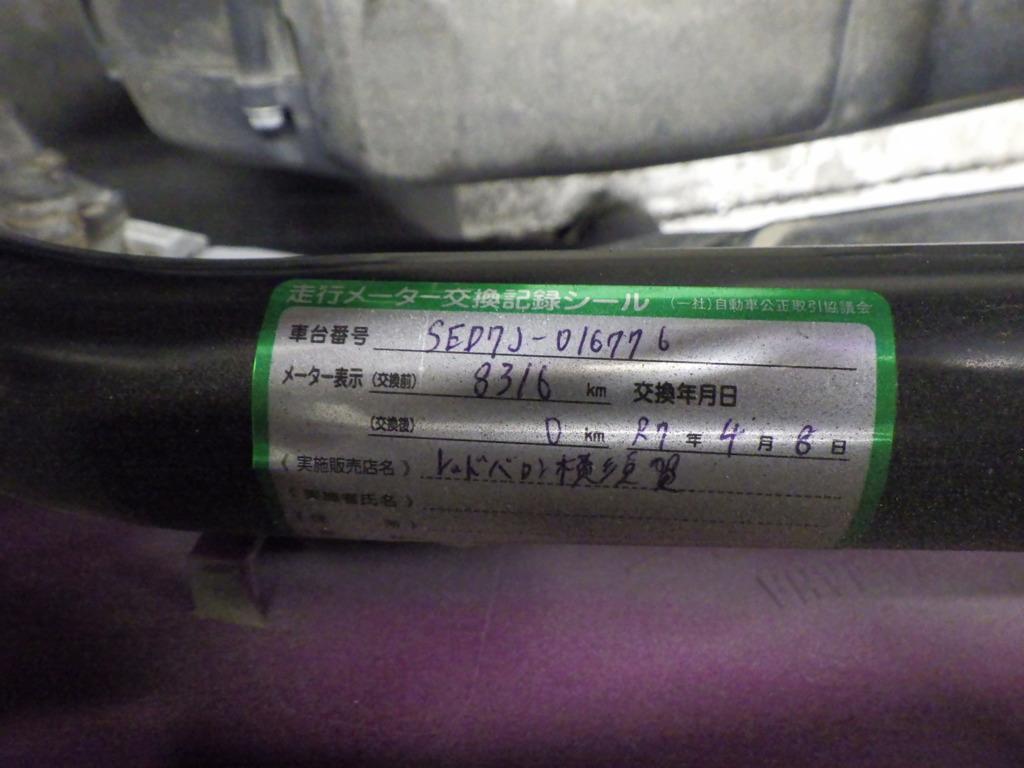 走行メーター交換記録シール (一社)自動車公正取引協議会
車台番号 SED7J-016776
メーター表示 (交換前) 8316 km 交換年月日
(交換後) 0 km R7 年 4 月 8 日
(実施販売店名) レッドバロン横須賀
(実施者氏名)